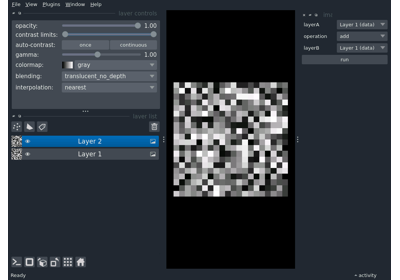 File View Plugins Window Help
layer controls
opacity: 1.00
contrast limits:
auto-contrast: once continuous
gamma: 1.00
colormap: gray
blending: translucent_no_depth
interpolation: nearest
layer list
Layer 2
Layer 1
layerA Layer 1 (data)
operation add
layerB Layer 1 (data)
run
Ready
activity